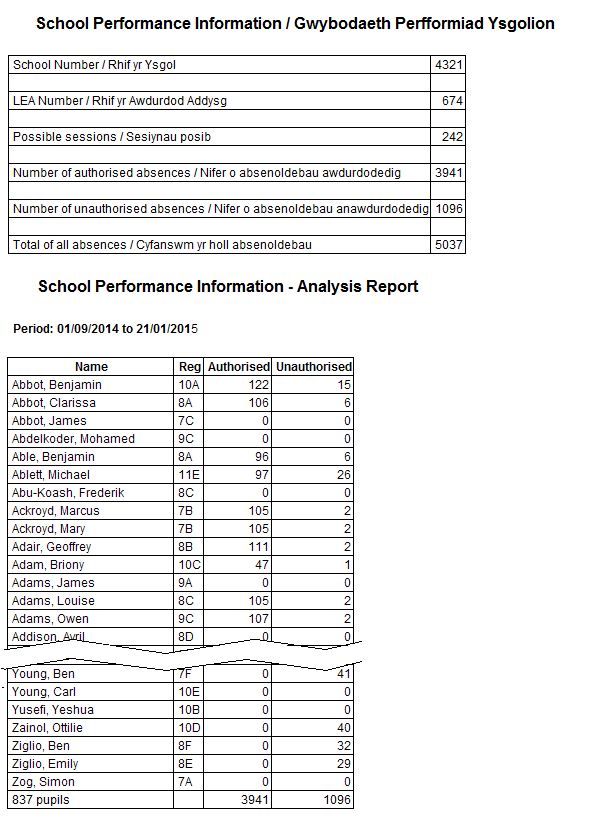 School Performance Information / Gwybodaeth Perfformiad Ysgolion
School Number / Rhif yr Ysgol 4321
LEA Number / Rhif yr Awdurdod Addysg 674
Possible sessions / Sesiynau posib 242
Number of authorised absences / Nifer o absenoldebau awdurdodedig 3941
Number of unauthorised absences / Nifer o absenoldebau anawdurdodedig 1096
Total of all absences / Cyfanswm yr holl absenoldebau 5037
School Performance Information - Analysis Report
Period: 01/09/2014 to 21/01/2015
Name Reg Authorised Unauthorised
Abbot, Benjamin 10A 122 15
Abbot, Clarissa 8A 106 6
Abbot, James 7C 0 0
Abdelkoder, Mohamed 9C 0 0
Able, Benjamin 8A 96 6
Ablett, Michael 11E 97 26
Abu-Koash, Frederik 8C 0 0
Ackroyd, Marcus 7B 105 2
Ackroyd, Mary 7B 105 2
Adair, Geoffrey 8B 111 2
Adam, Briony 10C 47 1
Adams, James 9A 0 0
Adams, Louise 8C 105 2
Adams, Owen 9C 107 2
Addison, Avril 8D 0 0
Young, Ben 7F 0 41
Young, Carl 10E 0 0
Yusefi, Yeshua 10B 0 0
Zainol, Ottilie 10D 0 40
Ziglio, Ben 8F 0 32
Ziglio, Emily 8E 0 29
Zog, Simon 7A 0 0
837 pupils 3941 1096